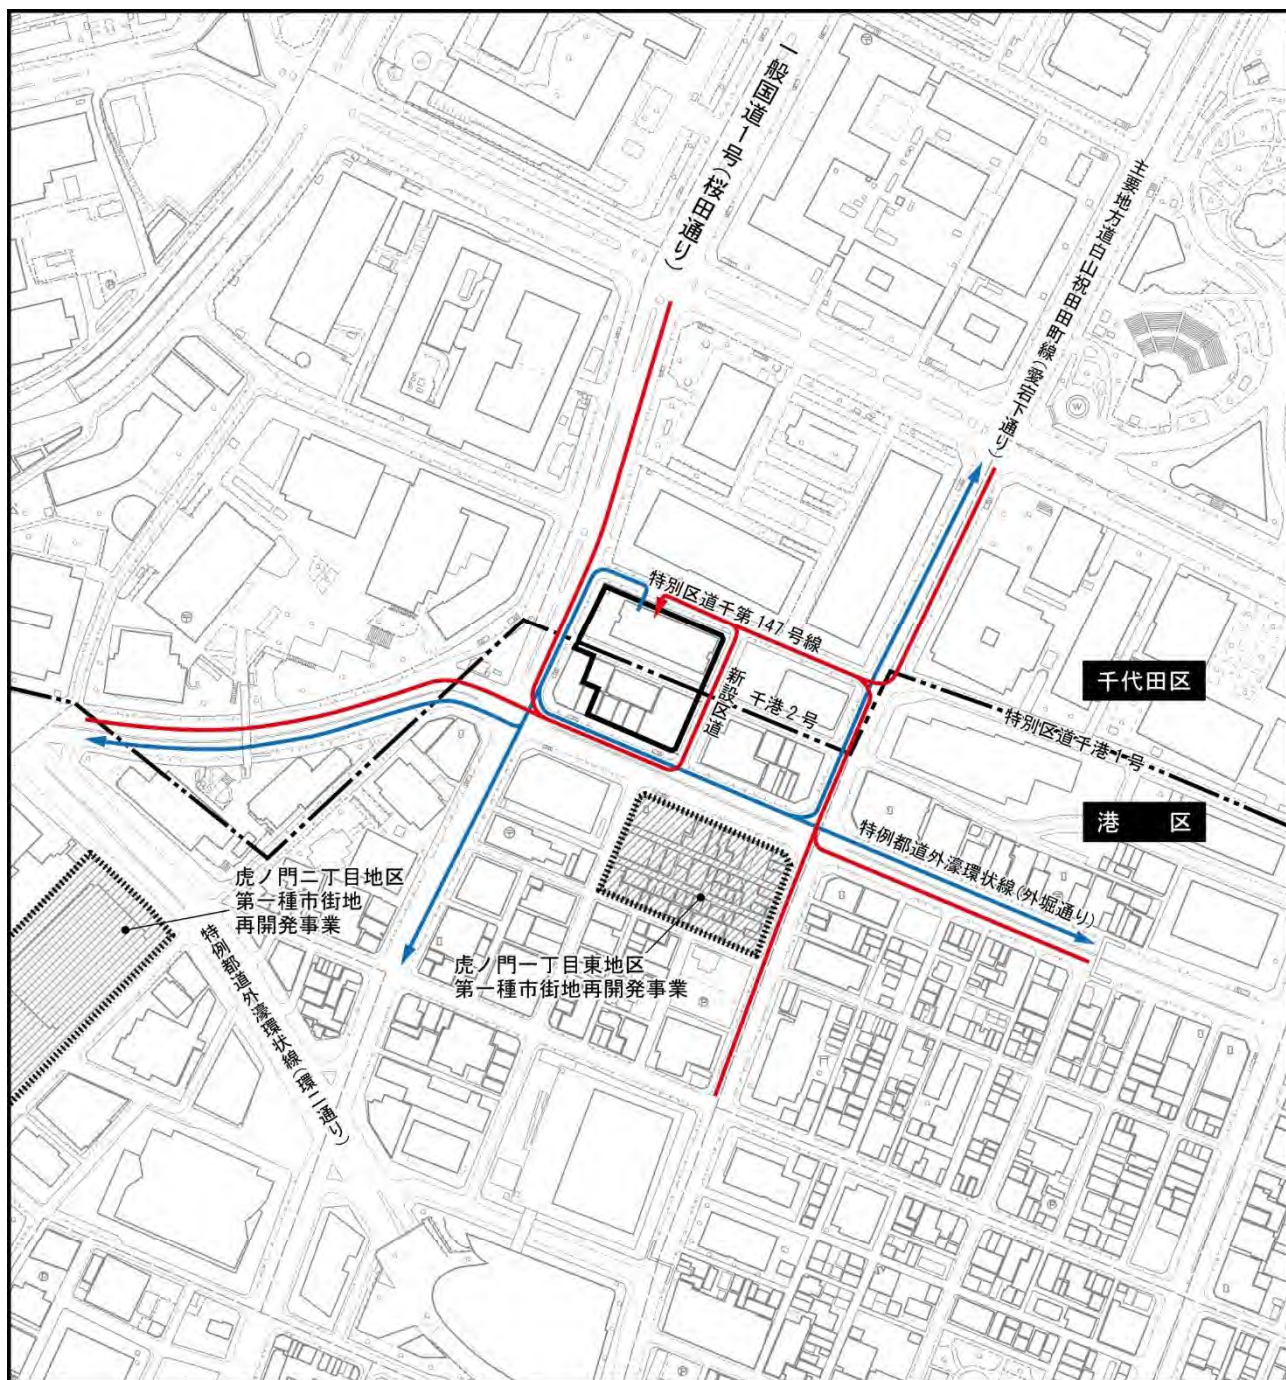 一般国道1号(桜田通り)
主要地方道白山祝田田町線(愛宕下通り)
特別区道千第147号線
新設区道
千港2号
千代田区
特別区道千港1号
港 区
特例都道外濠環状線(外堀通り)
虎ノ門二丁目地区
第一種市街地
再開発事業
虎ノ門一丁目東地区
第一種市街地再開発事業
特例都道外濠環状線(環二通り)